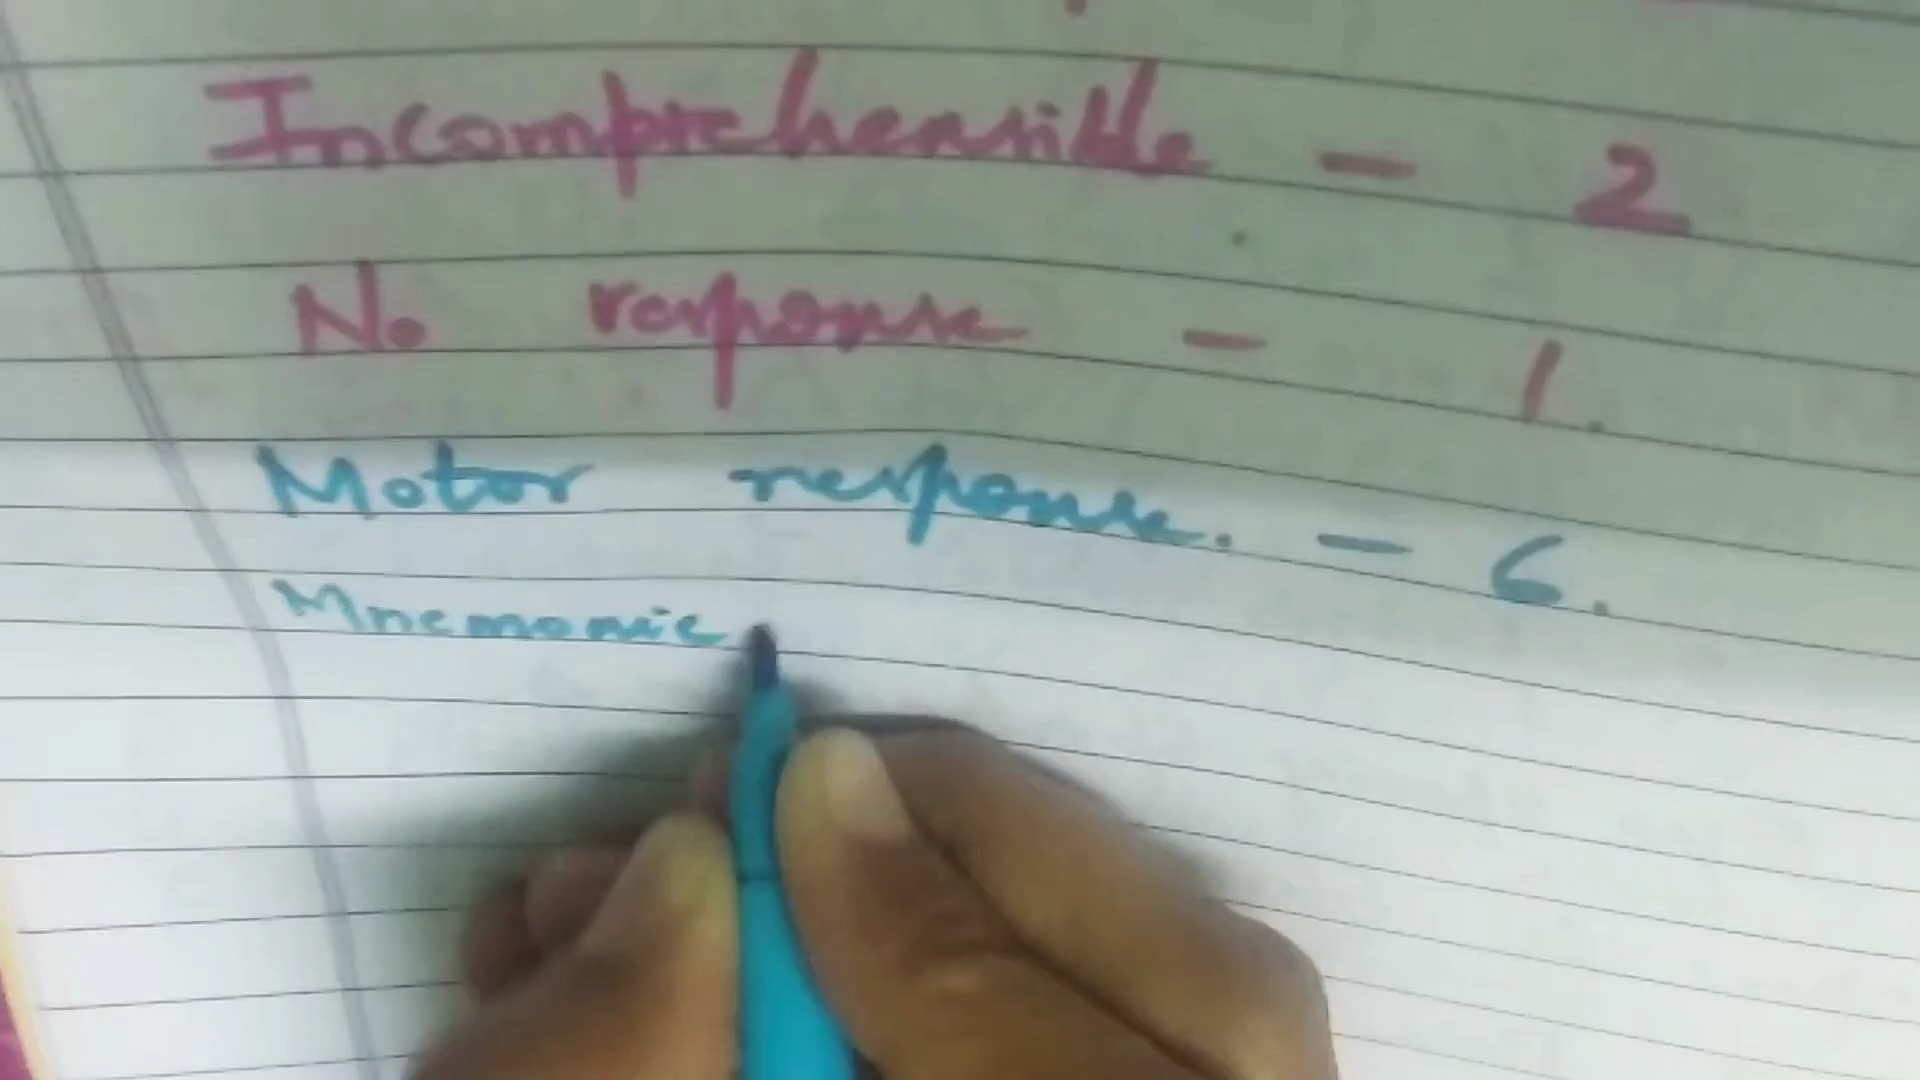 Incomprehensible - 2
No response - 1.
Motor response. - 6.
Mnemonic